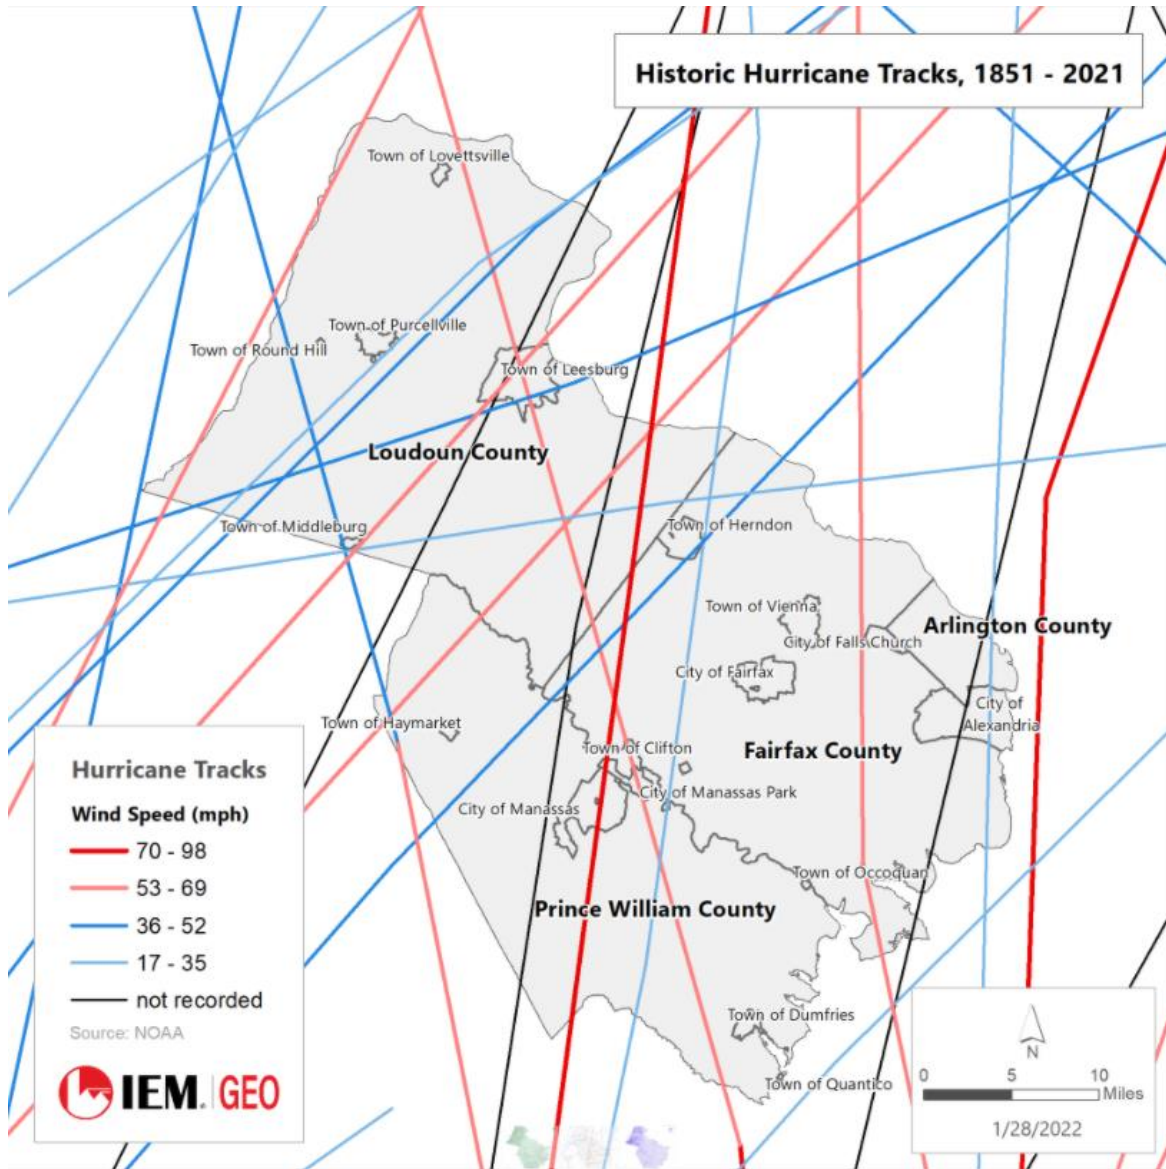 Historic Hurricane Tracks, 1851 - 2021
Town of Lovettsville
Town of Purcellville
Town of Round Hill
Town of Leesburg
Loudoun County
Town of Middleburg
Town of Herndon
Town of Vienna
Arlington County
City of Falls Church
City of Fairfax
City of
Alexandria
Town of Haymarket
Town of Clifton
Fairfax County
City of Manassas Park
City of Manassas
Town of Occoquan
Prince William County
Town of Dumfries
Town of Quantico
Hurricane Tracks
Wind Speed (mph)
70 - 98
53 - 69
36 - 52
17 - 35
not recorded
Source: NOAA
IEM. | GEO
N
0 5 10
Miles
1/28/2022